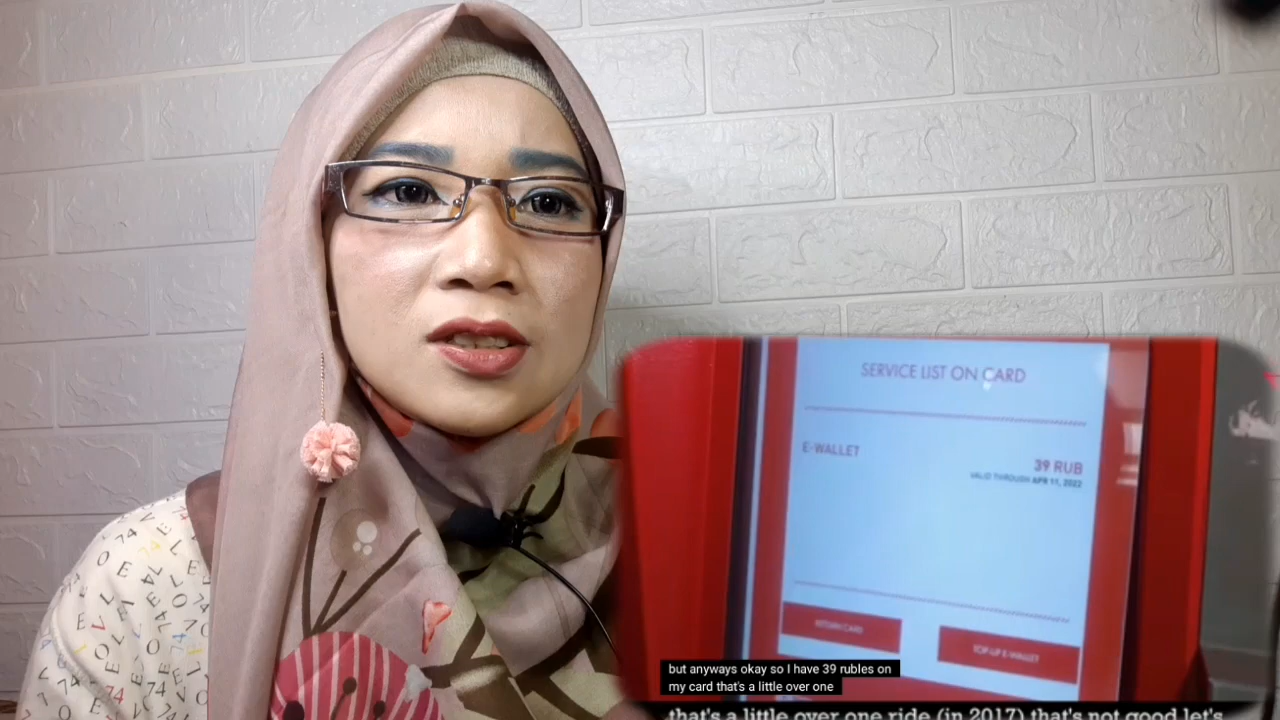 SERVICE LIST ON CARD
E-WALLET
39 RUB
VALID THROUGH APR 11, 2022
RETURN CARD
TOP-UP E-WALLET
but anyways okay so I have 39 rubles on
my card that's a little over one
that's a little over one ride (in 2017) that's not good let's